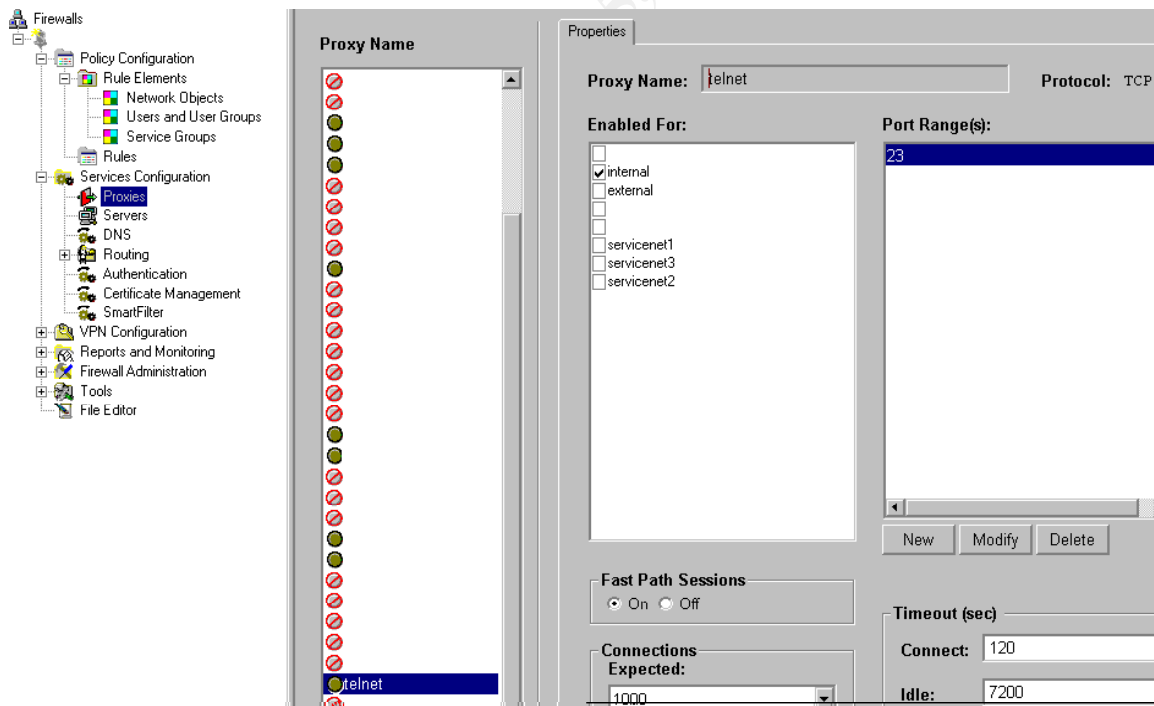 Firewalls
Policy Configuration
Rule Elements
Network Objects
Users and User Groups
Service Groups
Rules
Services Configuration
Proxies
Servers
DNS
Routing
Authentication
Certificate Management
SmartFilter
VPN Configuration
Reports and Monitoring
Firewall Administration
Tools
File Editor
Proxy Name
telnet
Properties
Proxy Name: telnet Protocol: TCP
Enabled For:
internal
external
servicenet1
servicenet3
servicenet2
Port Range(s):
23
New Modify Delete
Fast Path Sessions
On Off
Connections
Expected:
1000
Timeout (sec)
Connect: 120
Idle: 7200